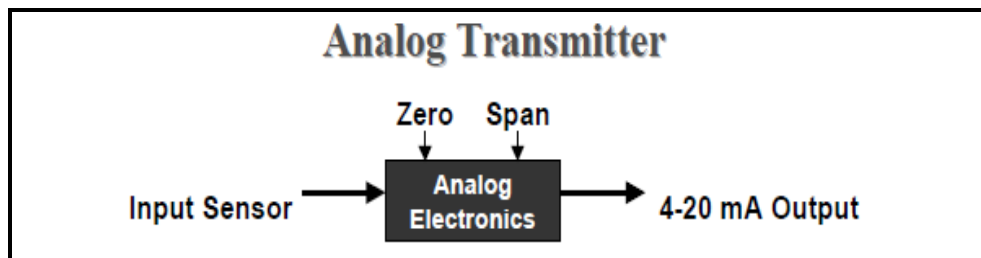 Analog Transmitter
Zero Span
Input Sensor
Analog
Electronics
4-20 mA Output